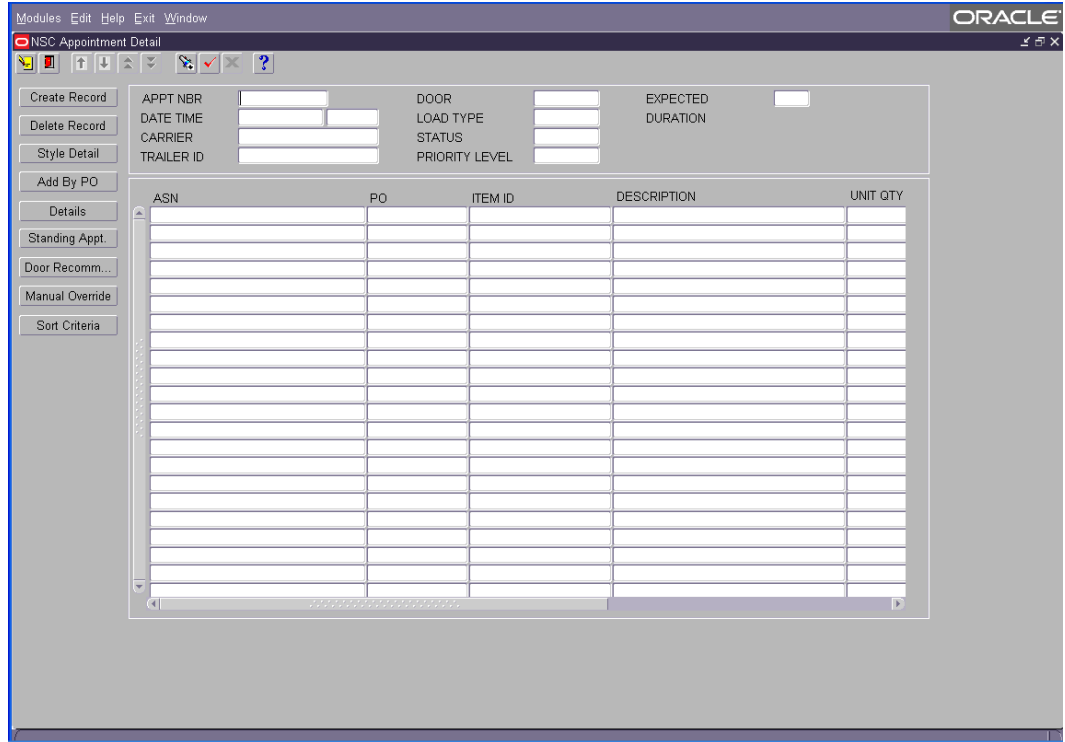 Modules Edit Help Exit Window
ORACLE
NSC Appointment Detail
?
Create Record
Delete Record
Style Detail
Add By PO
Details
Standing Appt.
Door Recomm...
Manual Override
Sort Criteria
APPT NBR DOOR EXPECTED
DATE TIME LOAD TYPE DURATION
CARRIER STATUS
TRAILER ID PRIORITY LEVEL
ASN PO ITEM ID DESCRIPTION UNIT QTY